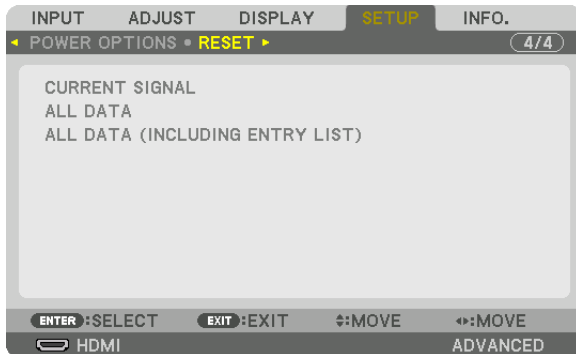 INPUT ADJUST DISPLAY SETUP INFO.
POWER OPTIONS • RESET 4/4
CURRENT SIGNAL
ALL DATA
ALL DATA (INCLUDING ENTRY LIST)
ENTER :SELECT EXIT :EXIT :MOVE :MOVE
HDMI ADVANCED